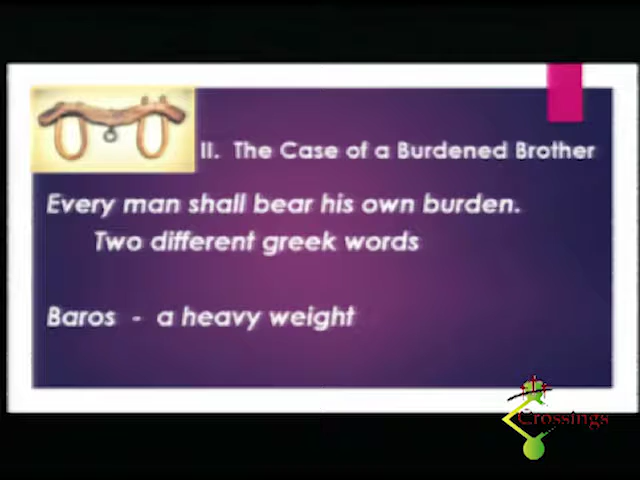 II. The Case of a Burdened Brother
Every man shall bear his own burden.
Two different greek words
Baros - a heavy weight
Crossings